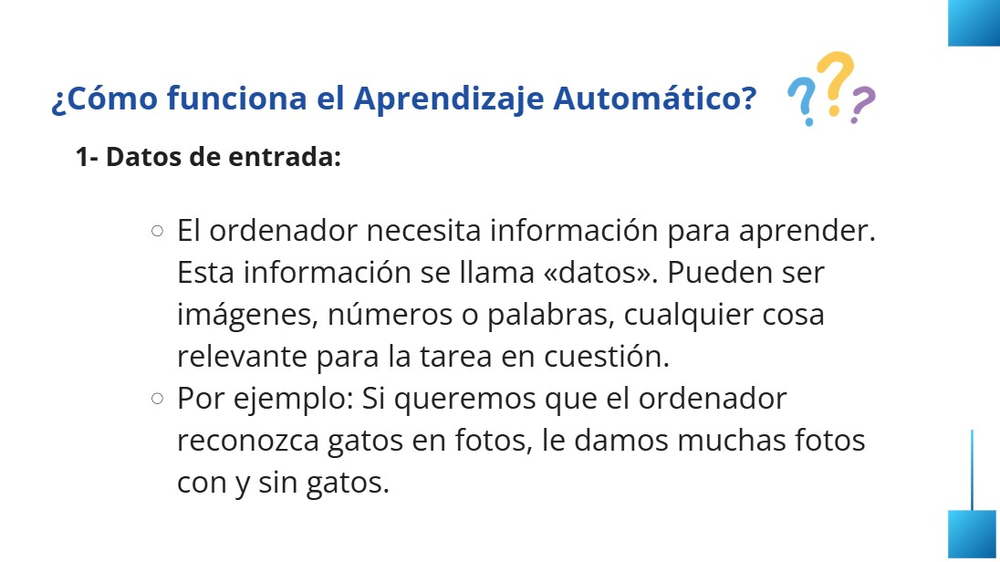 ¿Cómo funciona el Aprendizaje Automático?
1- Datos de entrada:
El ordenador necesita información para aprender.
Esta información se llama «datos». Pueden ser
imágenes, números o palabras, cualquier cosa
relevante para la tarea en cuestión.
Por ejemplo: Si queremos que el ordenador
reconozca gatos en fotos, le damos muchas fotos
con y sin gatos.